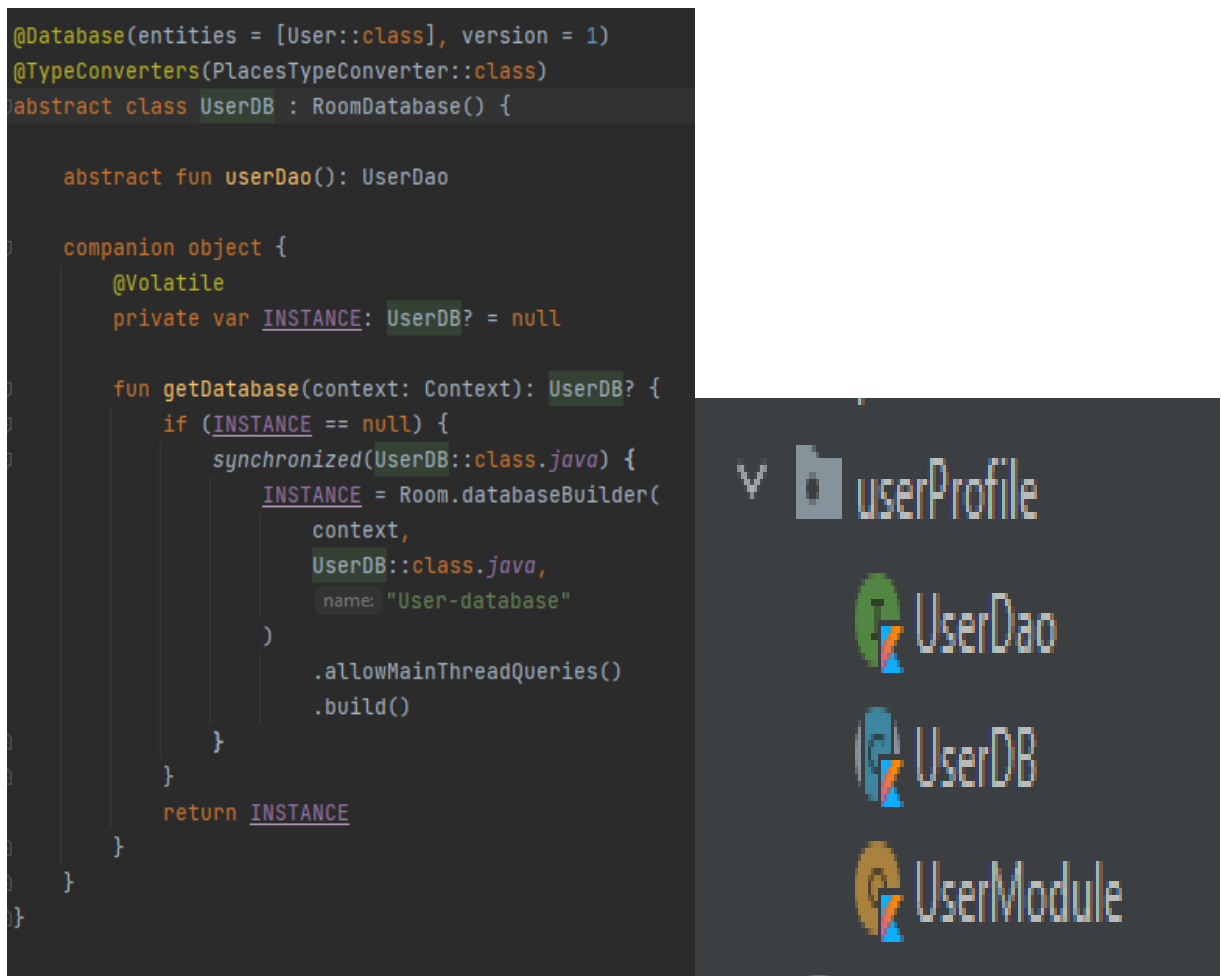 @Database(entities = [User::class], version = 1)
@TypeConverters(PlacesTypeConverter::class)
abstract class UserDB : RoomDatabase() {
abstract fun userDao(): UserDao
companion object {
@Volatile
private var INSTANCE: UserDB? = null
fun getDatabase(context: Context): UserDB? {
if (INSTANCE == null) {
synchronized(UserDB::class.java) {
INSTANCE = Room.databaseBuilder(
context,
UserDB::class.java,
name: "User-database"
)
.allowMainThreadQueries()
.build()
}
}
return INSTANCE
}
}
}
userProfile
UserDao
UserDB
UserModule